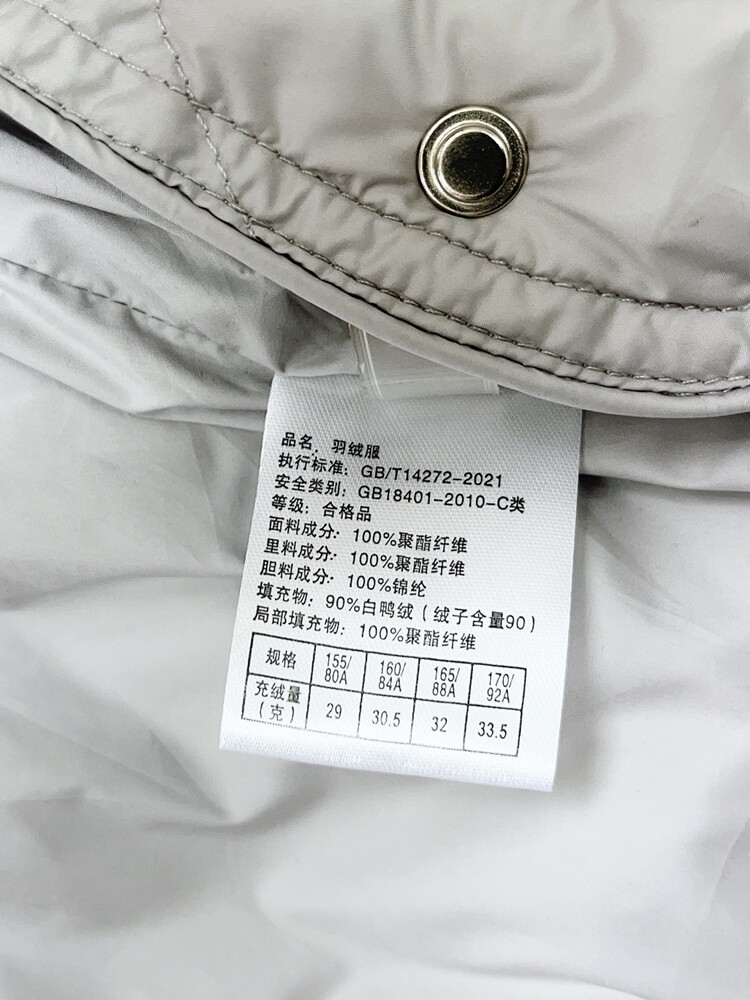 品名：羽绒服
执行标准：GB/T14272-2021
安全类别：GB18401-2010-C类
等级：合格品
面料成分：100%聚酯纤维
里料成分：100%聚酯纤维
胆料成分：100%锦纶
填充物：90%白鸭绒（绒子含量90）
局部填充物：100%聚酯纤维
规格 155/80A 160/84A 165/88A 170/92A
充绒量（克） 29 30.5 32 33.5